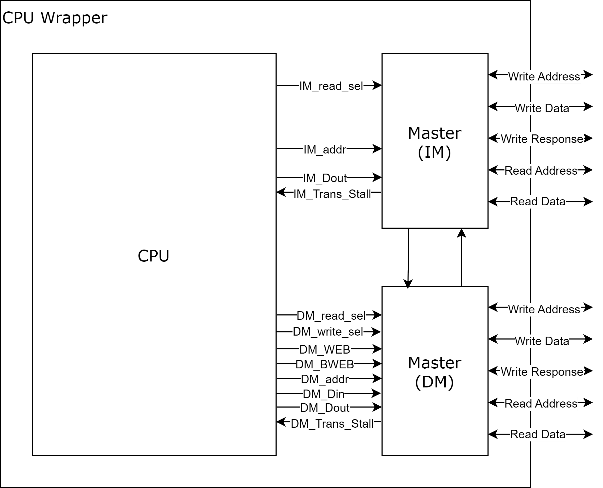 CPU Wrapper
CPU
IM_read_sel
IM_addr
IM_Dout
IM_Trans_Stall
Master
(IM)
Write Address
Write Data
Write Response
Read Address
Read Data
DM_read_sel
DM_write_sel
DM_WEB
DM_BWEB
DM_addr
DM_Din
DM_Dout
DM_Trans_Stall
Master
(DM)
Write Address
Write Data
Write Response
Read Address
Read Data